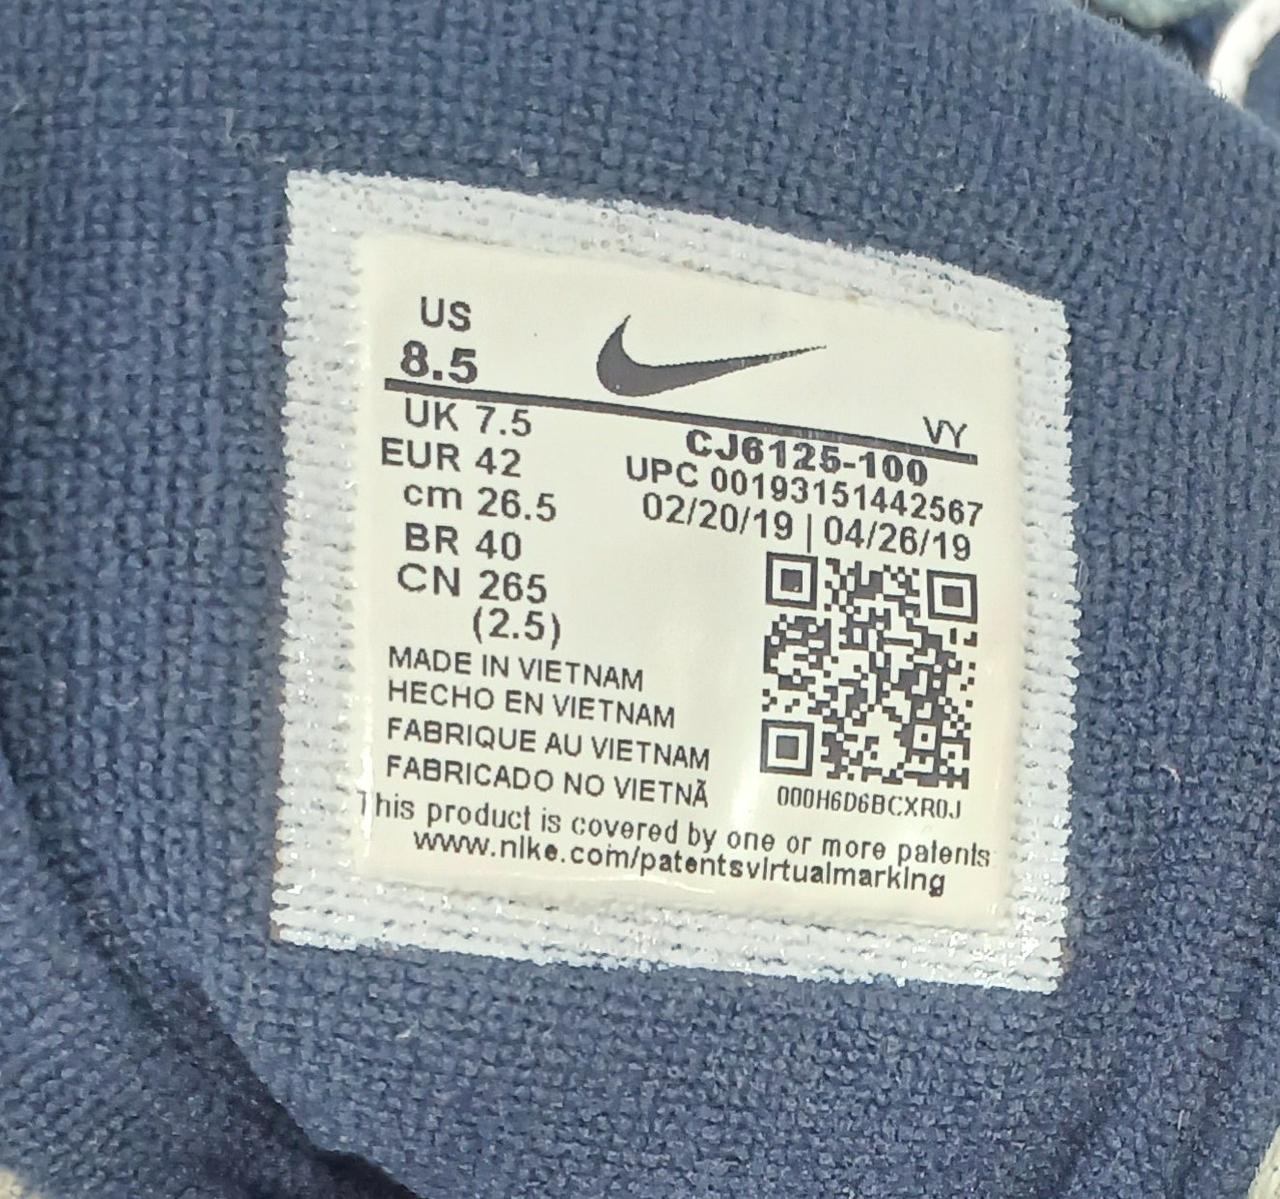 US
8.5
VY
UK 7.5
CJ6125-100
EUR 42
UPC 00193151442567
cm 26.5
02/20/19 | 04/26/19
BR 40
CN 265
(2.5)
MADE IN VIETNAM
HECHO EN VIETNAM
FABRIQUE AU VIETNAM
FABRICADO NO VIETNÃ
000H6D6BCXR0J
This product is covered by one or more patents
www.nike.com/patentsvirtualmarking